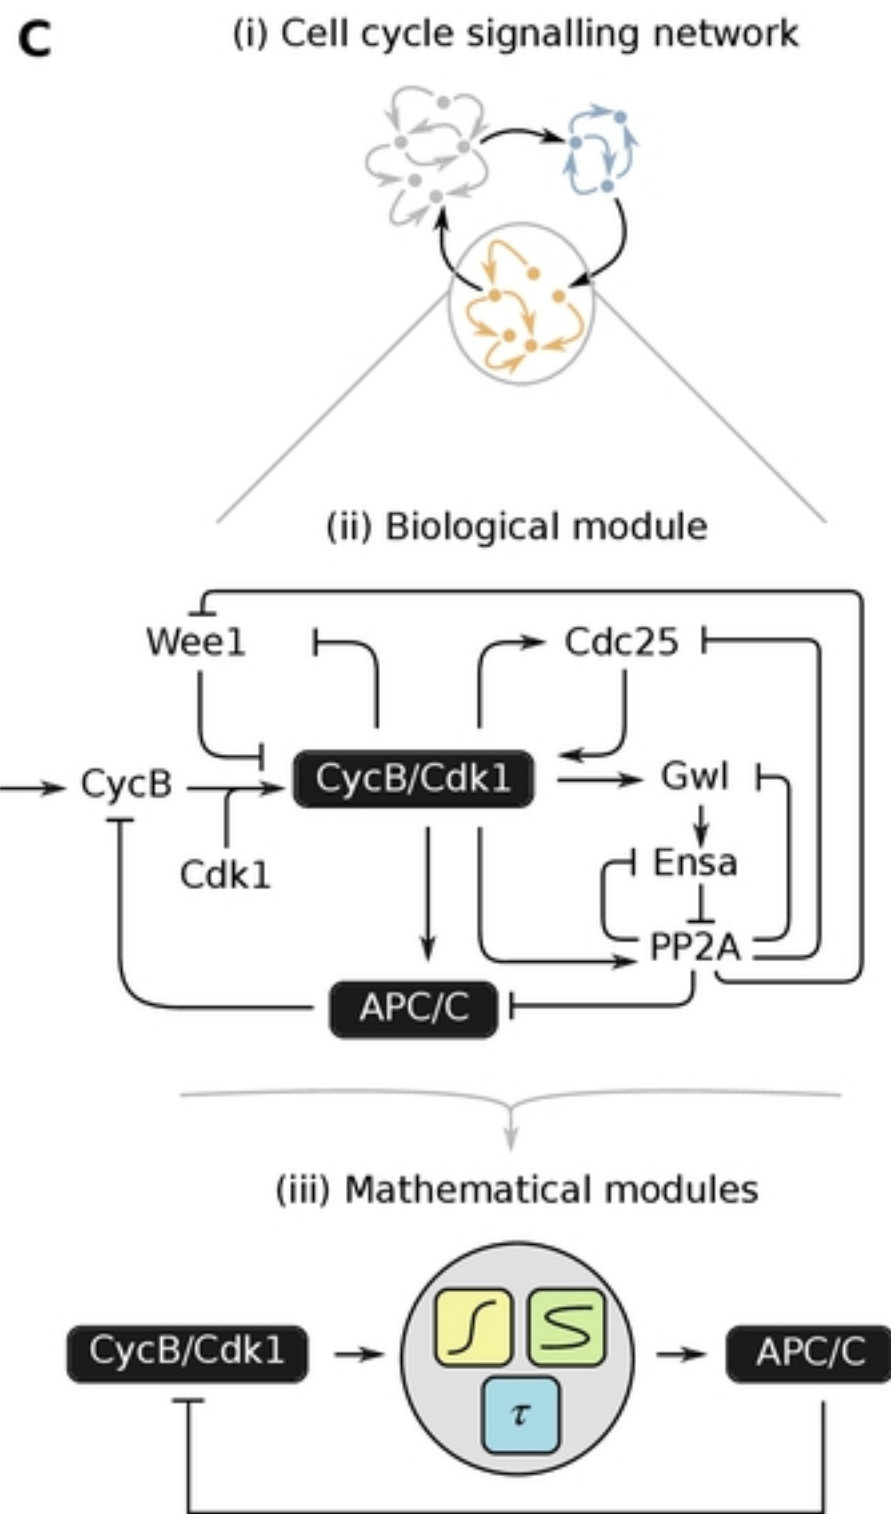 C
(i) Cell cycle signalling network
(ii) Biological module
Wee1
Cdc25
CycB
CycB/Cdk1
Gwl
Cdk1
Ensa
PP2A
APC/C
(iii) Mathematical modules
CycB/Cdk1
τ
APC/C